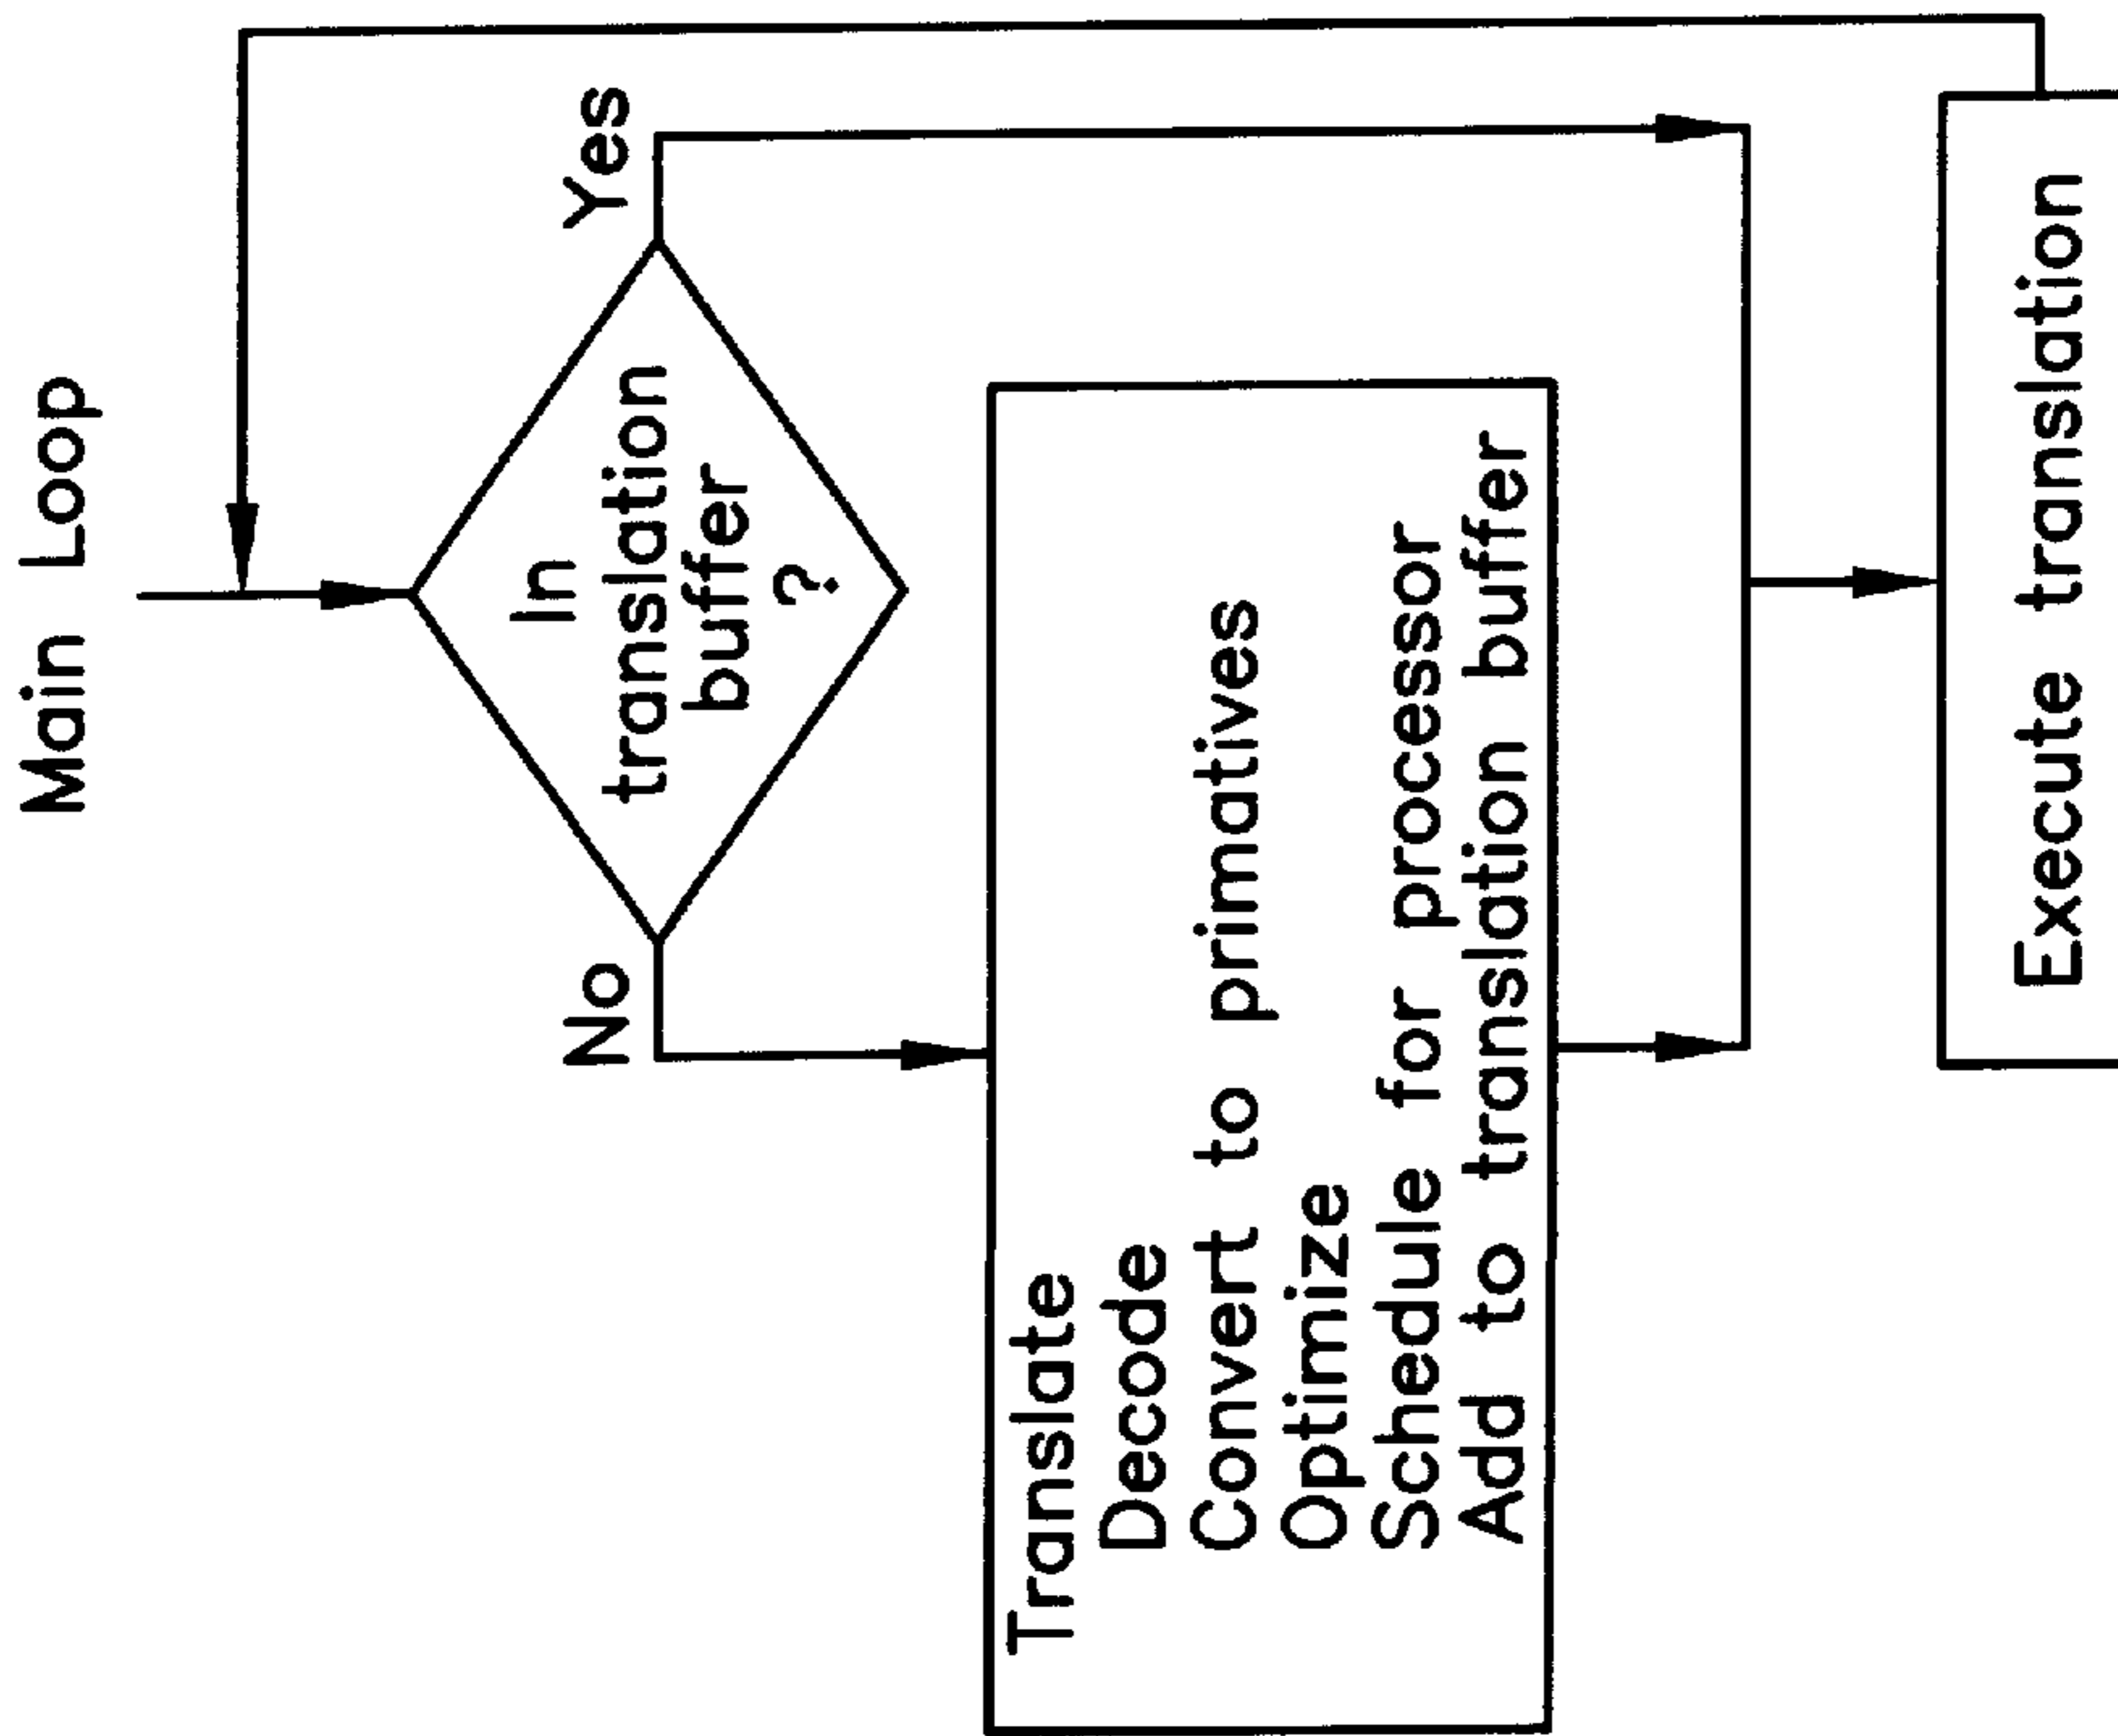 Main Loop
In
translation
buffer
?
No
Yes
Translate
Decode
Convert to primatives
Optimize
Schedule for processor
Add to translation buffer
Execute translation